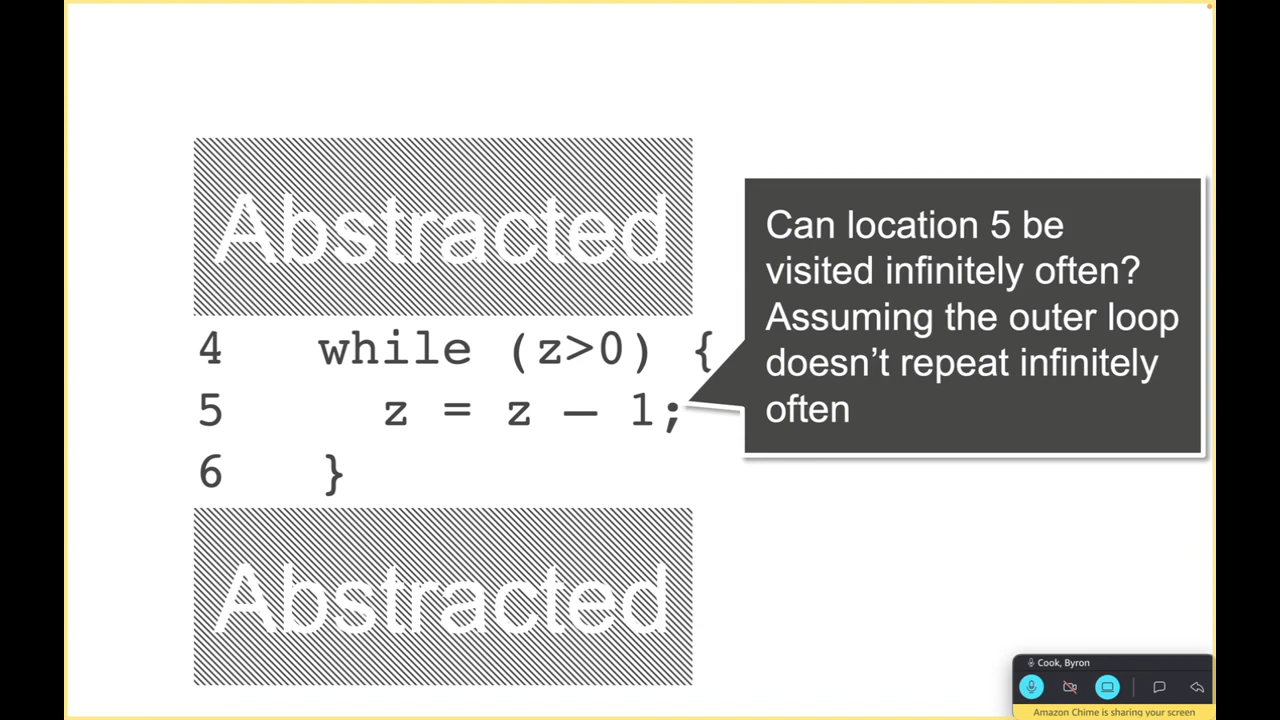 Abstracted
4 while (z>0) {
5 z = z – 1;
6 }
Abstracted
Can location 5 be
visited infinitely often?
Assuming the outer loop
doesn’t repeat infinitely
often
Cook, Byron
Amazon Chime is sharing your screen